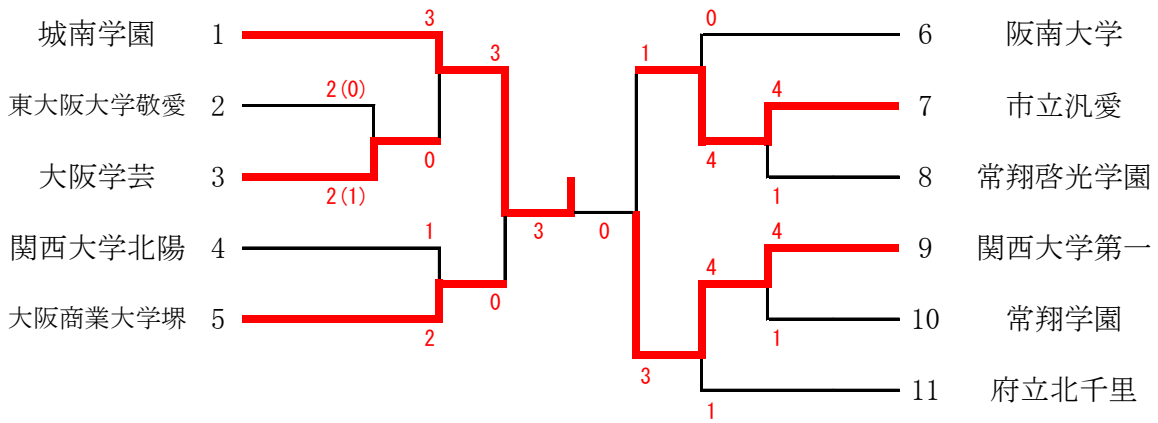 城南学園 1
3
3
東大阪大学敬愛 2
2(0)
大阪学芸 3
2(1)
0
関西大学北陽 4
1
大阪商業大学堺 5
2
0
3
0
0
6 阪南大学
1
4
7 市立汎愛
4
8 常翔啓光学園
1
4
9 関西大学第一
4
10 常翔学園
1
3
11 府立北千里
1